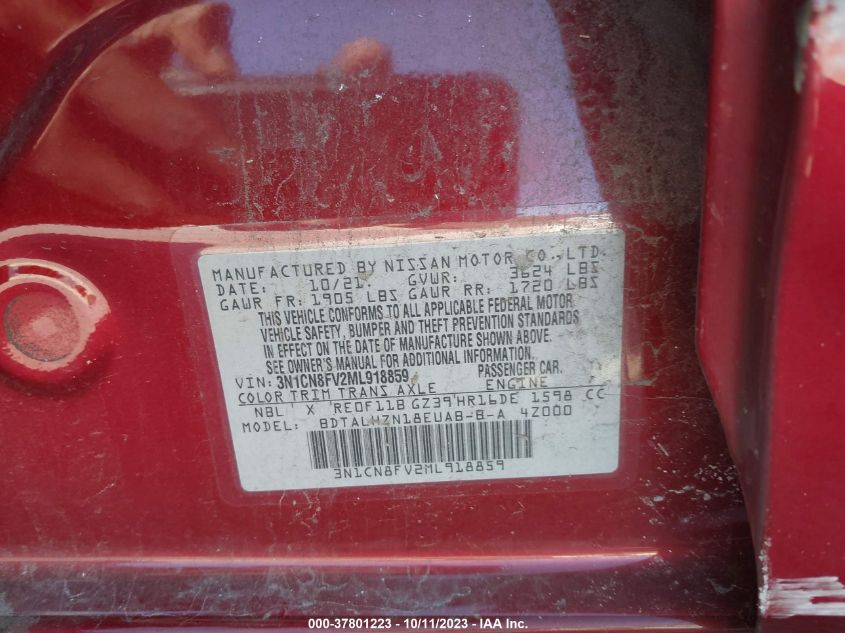 MANUFACTURED BY NISSAN MOTOR CO.,LTD.
DATE: 10/21 GVWR: 3624 LBS
GAWR FR: 1905 LBS GAWR RR: 1720 LBS
THIS VEHICLE CONFORMS TO ALL APPLICABLE FEDERAL MOTOR
VEHICLE SAFETY, BUMPER AND THEFT PREVENTION STANDARDS
IN EFFECT ON THE DATE OF MANUFACTURE SHOWN ABOVE.
SEE OWNER'S MANUAL FOR ADDITIONAL INFORMATION.
VIN: 3N1CN8FV2ML918859 PASSENGER CAR.
COLOR TRIM TRANS AXLE ENGINE
NBL X RE0F11B GZ39 HR16DE 1598 CC
MODEL: BDTALHZN18EUAB-B-A 4Z000
3N1CN8FV2ML918859
000-37801223 - 10/11/2023 - IAA Inc.